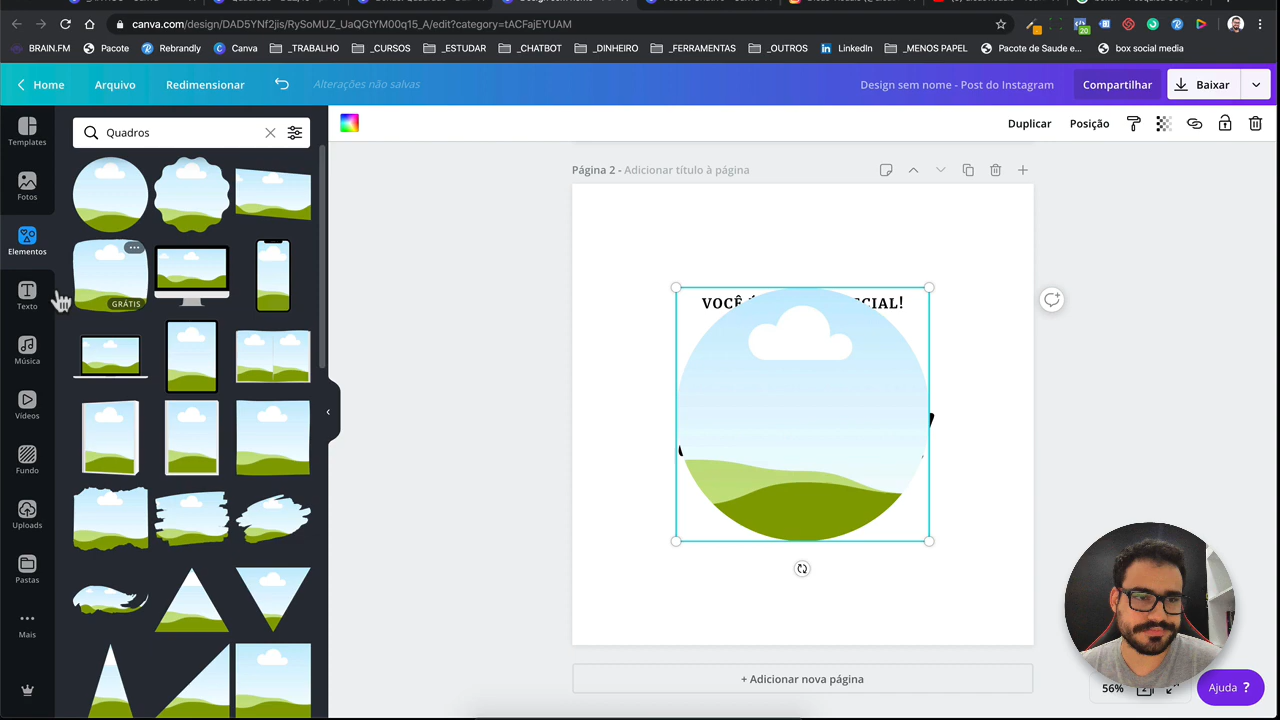 canva.com/design/DAD5YNf2jis/RySoMUZ_UaQGtYM00q15_A/edit?category=tACFajEYUAM
BRAIN.FM
Pacote
Rebrandly
Canva
_TRABALHO
_CURSOS
_ESTUDAR
_CHATBOT
_DINHEIRO
_FERRAMENTAS
_OUTROS
LinkedIn
_MENOS PAPEL
Pacote de Saude e...
box social media
Home
Arquivo
Redimensionar
Alterações não salvas
Design sem nome - Post do Instagram
Compartilhar
Baixar
Templates
Fotos
Elementos
Texto
Música
Vídeos
Fundo
Uploads
Pastas
Mais
Quadros
GRÁTIS
Duplicar
Posição
Página 2 - Adicionar título à página
VOCÊ
CIAL!
+ Adicionar nova página
56%
2
Ajuda ?
20